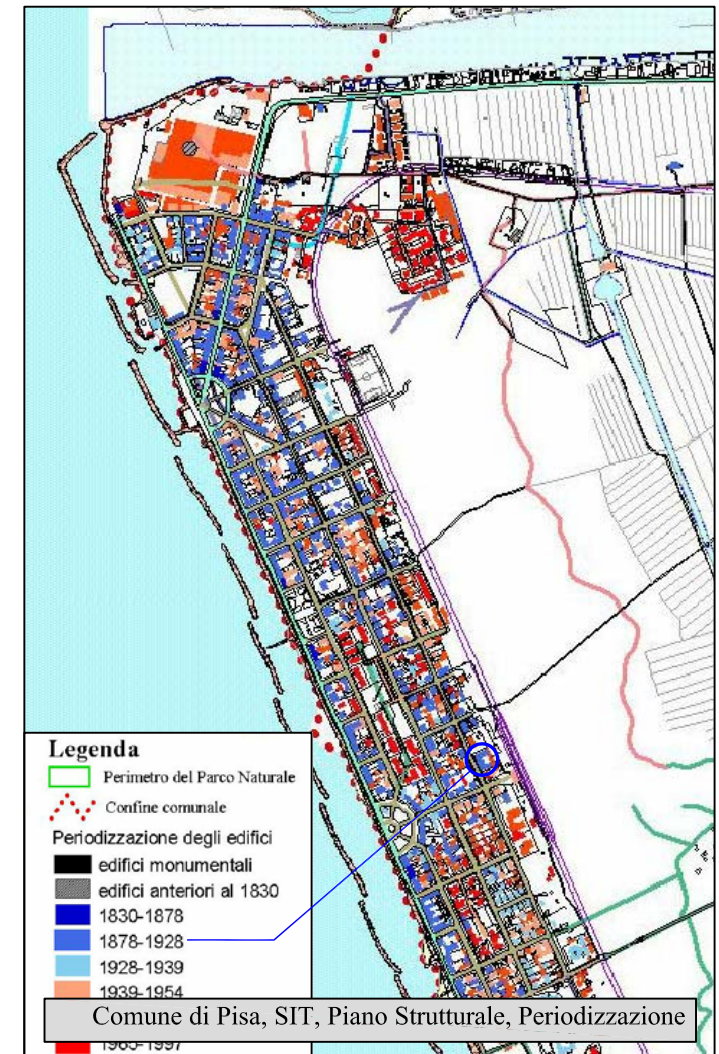 Legenda
Perimetro del Parco Naturale
Confine comunale
Periodizzazione degli edifici
edifici monumentali
edifici anteriori al 1830
1830-1878
1878-1928
1928-1939
1939-1954
Comune di Pisa, SIT, Piano Strutturale, Periodizzazione